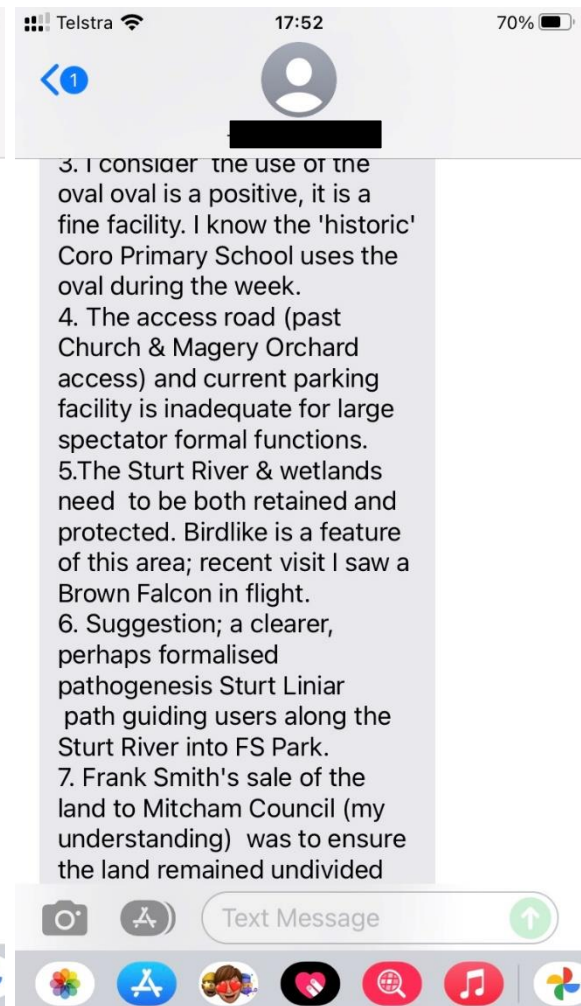 Telstra 17:52 70%
1
3. I consider the use of the
oval oval is a positive, it is a
fine facility. I know the 'historic'
Coro Primary School uses the
oval during the week.
4. The access road (past
Church & Magery Orchard
access) and current parking
facility is inadequate for large
spectator formal functions.
5.The Sturt River & wetlands
need to be both retained and
protected. Birdlike is a feature
of this area; recent visit I saw a
Brown Falcon in flight.
6. Suggestion; a clearer,
perhaps formalised
pathogenesis Sturt Liniar
path guiding users along the
Sturt River into FS Park.
7. Frank Smith's sale of the
land to Mitcham Council (my
understanding) was to ensure
the land remained undivided
Text Message